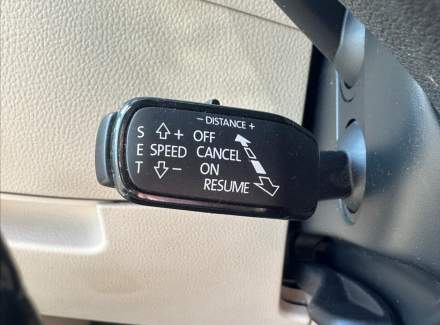 – DISTANCE +
S + OFF
E SPEED CANCEL
T – ON
RESUME